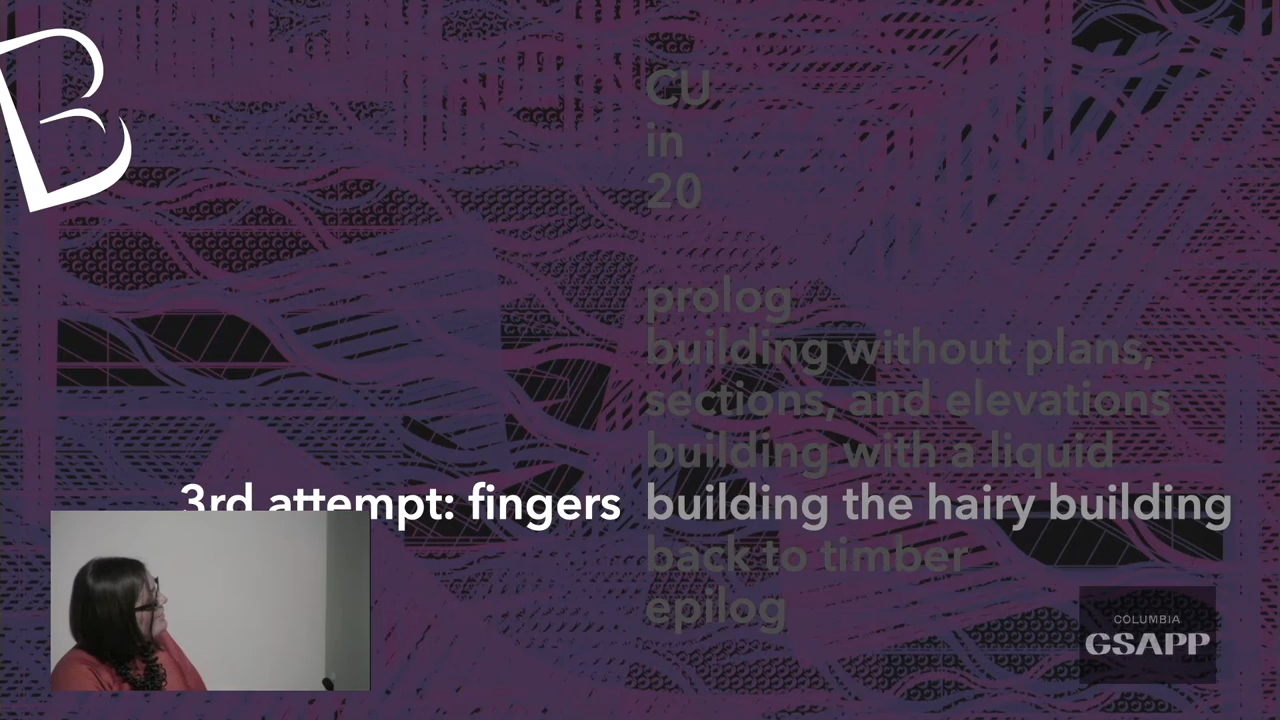 B
CU
in
20
prolog
building without plans,
sections, and elevations
building with a liquid
3rd attempt: fingers building the hairy building
back to timber
epilog
COLUMBIA
GSAPP